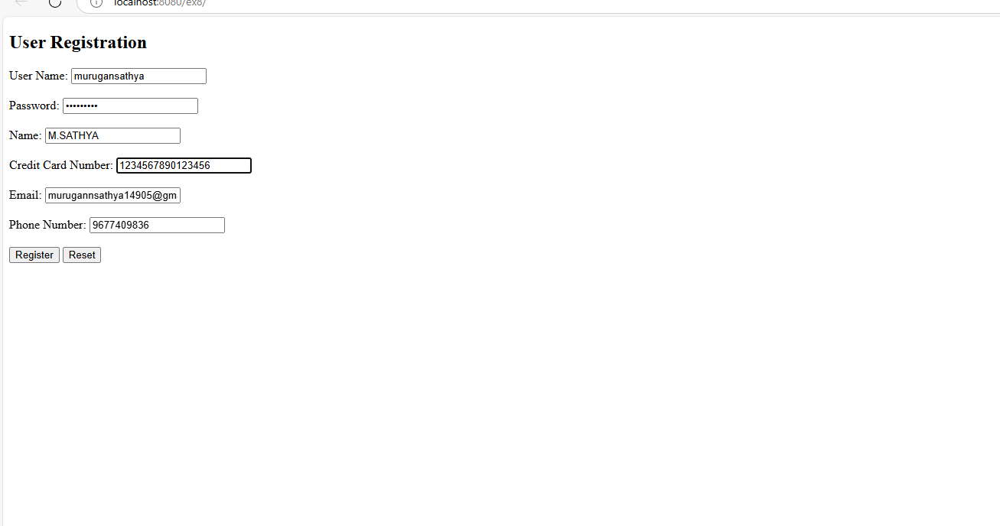 localhost:8080/ex8/
User Registration
User Name: murugansathya
Password: •••••••••
Name: M.SATHYA
Credit Card Number: 1234567890123456
Email: murugannsathya14905@gm
Phone Number: 9677409836
Register Reset